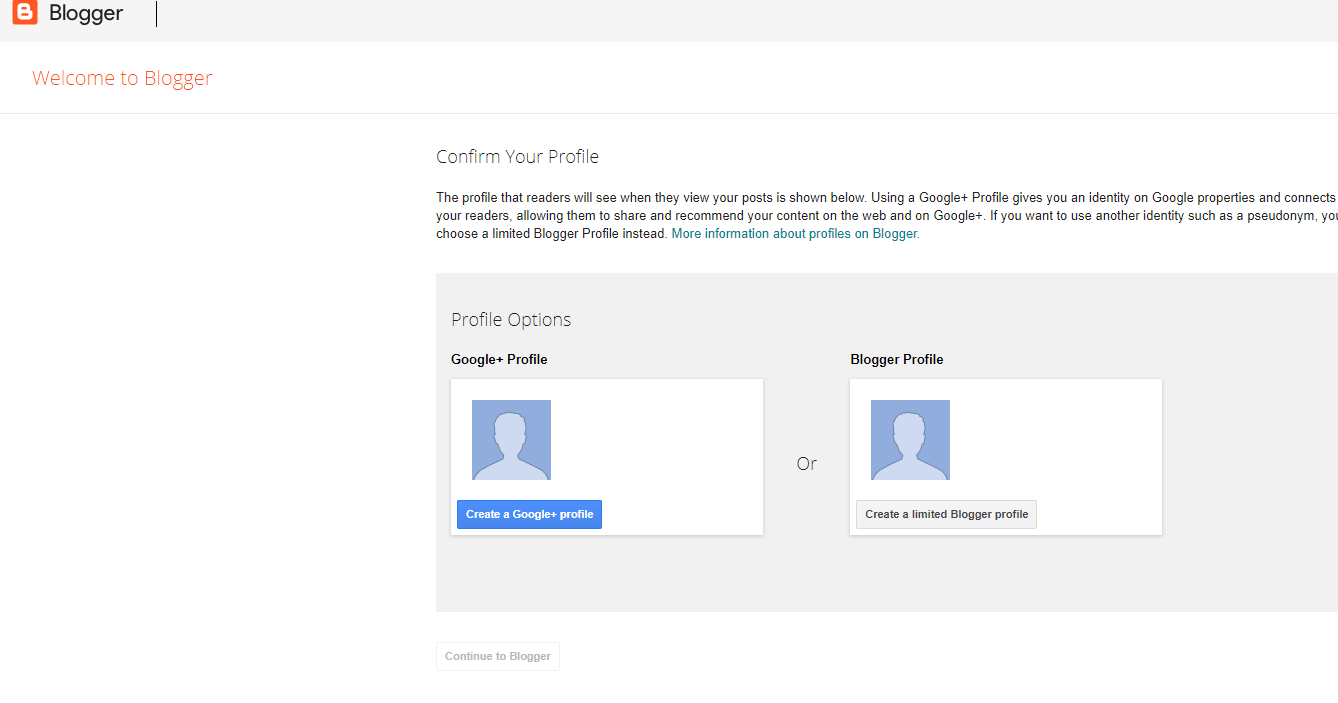 Blogger
Welcome to Blogger
Confirm Your Profile
The profile that readers will see when they view your posts is shown below. Using a Google+ Profile gives you an identity on Google properties and connects
your readers, allowing them to share and recommend your content on the web and on Google+. If you want to use another identity such as a pseudonym,
choose a limited Blogger Profile instead. More information about profiles on Blogger.
Profile Options
Google+ Profile
Blogger Profile
Or
Create a Google+ profile
Create a limited Blogger profile
Continue to Blogger